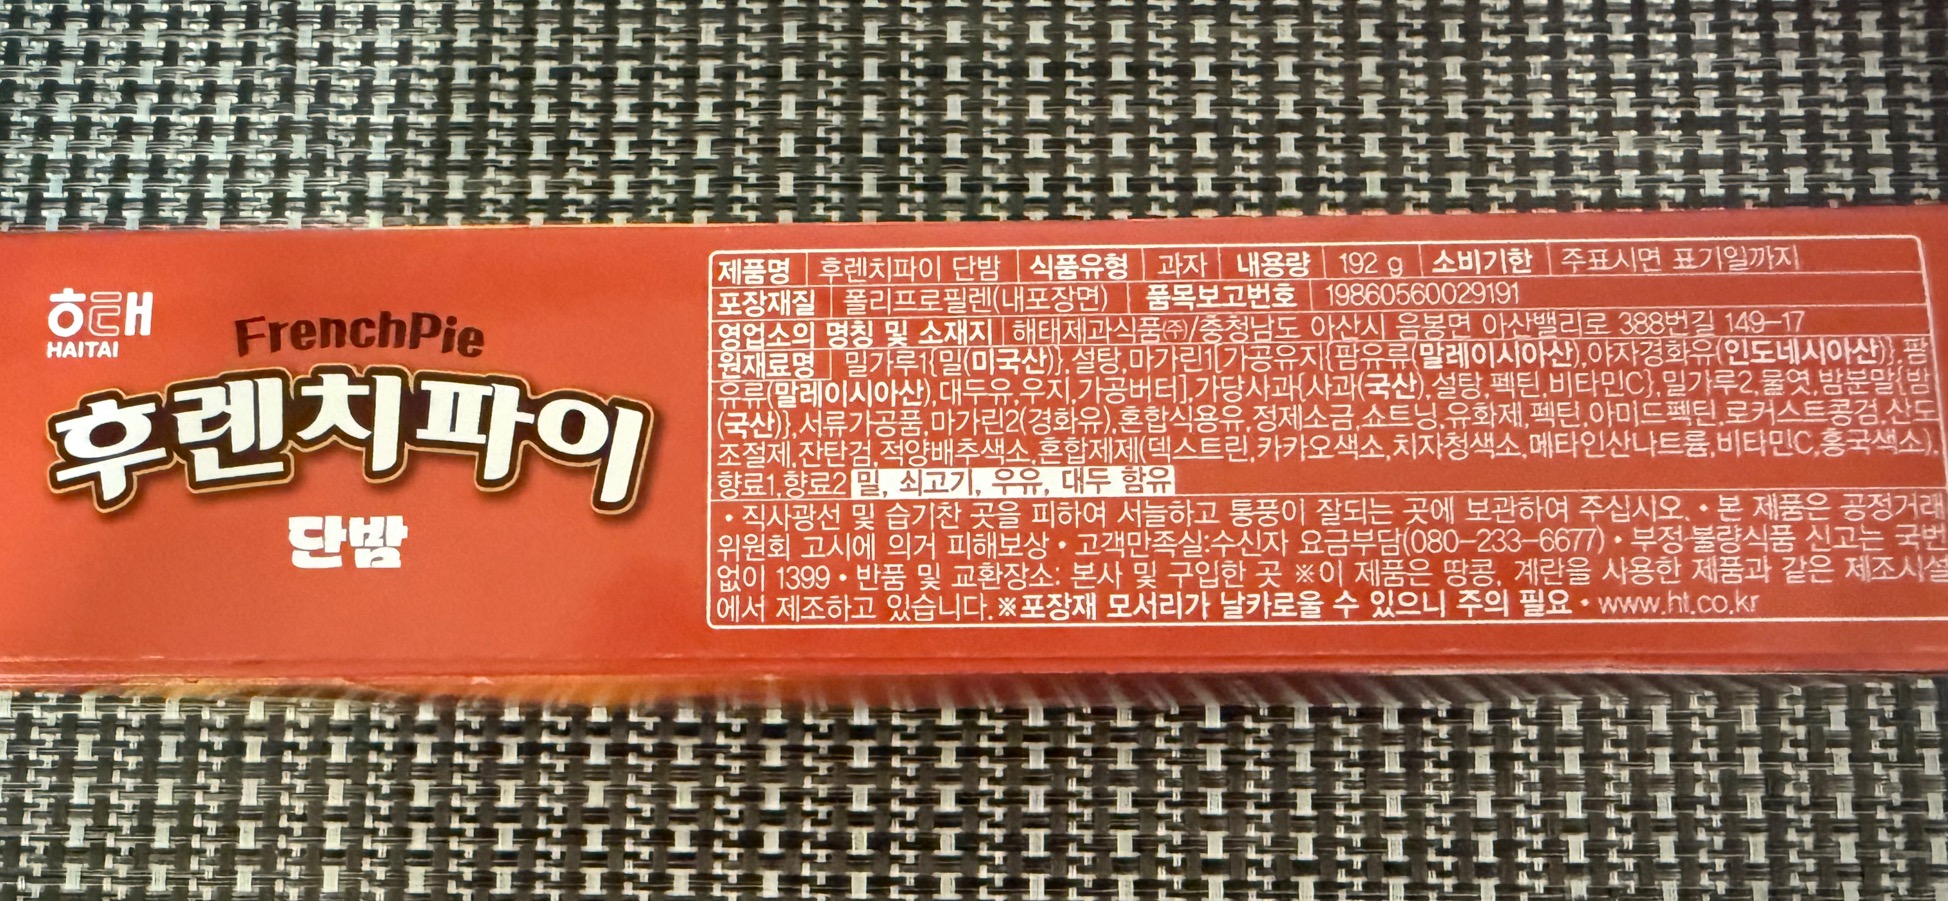 해태
HAITAI
FrenchPie
후렌치파이
단밤
제품명 후렌치파이 단밤 식품유형 과자 내용량 192 g 소비기한 주표시면 표기일까지
포장재질 폴리프로필렌(내포장면) 품목보고번호 19860560029191
영업소의 명칭 및 소재지 해태제과식품㈜/충청남도 아산시 음봉면 아산밸리로 388번길 149-17
원재료명 밀가루1{밀(미국산)},설탕,마가린1[가공유지{팜유류(말레이시아산),야자경화유(인도네시아산)},팜
유류(말레이시아산),대두유,우지,가공버터],가당사과{사과(국산),설탕,펙틴,비타민C},밀가루2,물엿,밤분말{밤
(국산)},서류가공품,마가린2(경화유),혼합식용유,정제소금,쇼트닝,유화제,펙틴,아미드펙틴,로커스트콩검,산도
조절제,잔탄검,적양배추색소,혼합제제(덱스트린,카카오색소,치자청색소,메타인산나트륨,비타민C,홍국색소),
향료1,향료2 밀, 쇠고기, 우유, 대두 함유
• 직사광선 및 습기찬 곳을 피하여 서늘하고 통풍이 잘되는 곳에 보관하여 주십시오. • 본 제품은 공정거래
위원회 고시에 의거 피해보상 • 고객만족실:수신자 요금부담(080-233-6677) • 부정·불량식품 신고는 국번
없이 1399 • 반품 및 교환장소: 본사 및 구입한 곳 ※이 제품은 땅콩, 계란을 사용한 제품과 같은 제조시설
에서 제조하고 있습니다. ※포장재 모서리가 날카로울 수 있으니 주의 필요 • www.ht.co.kr